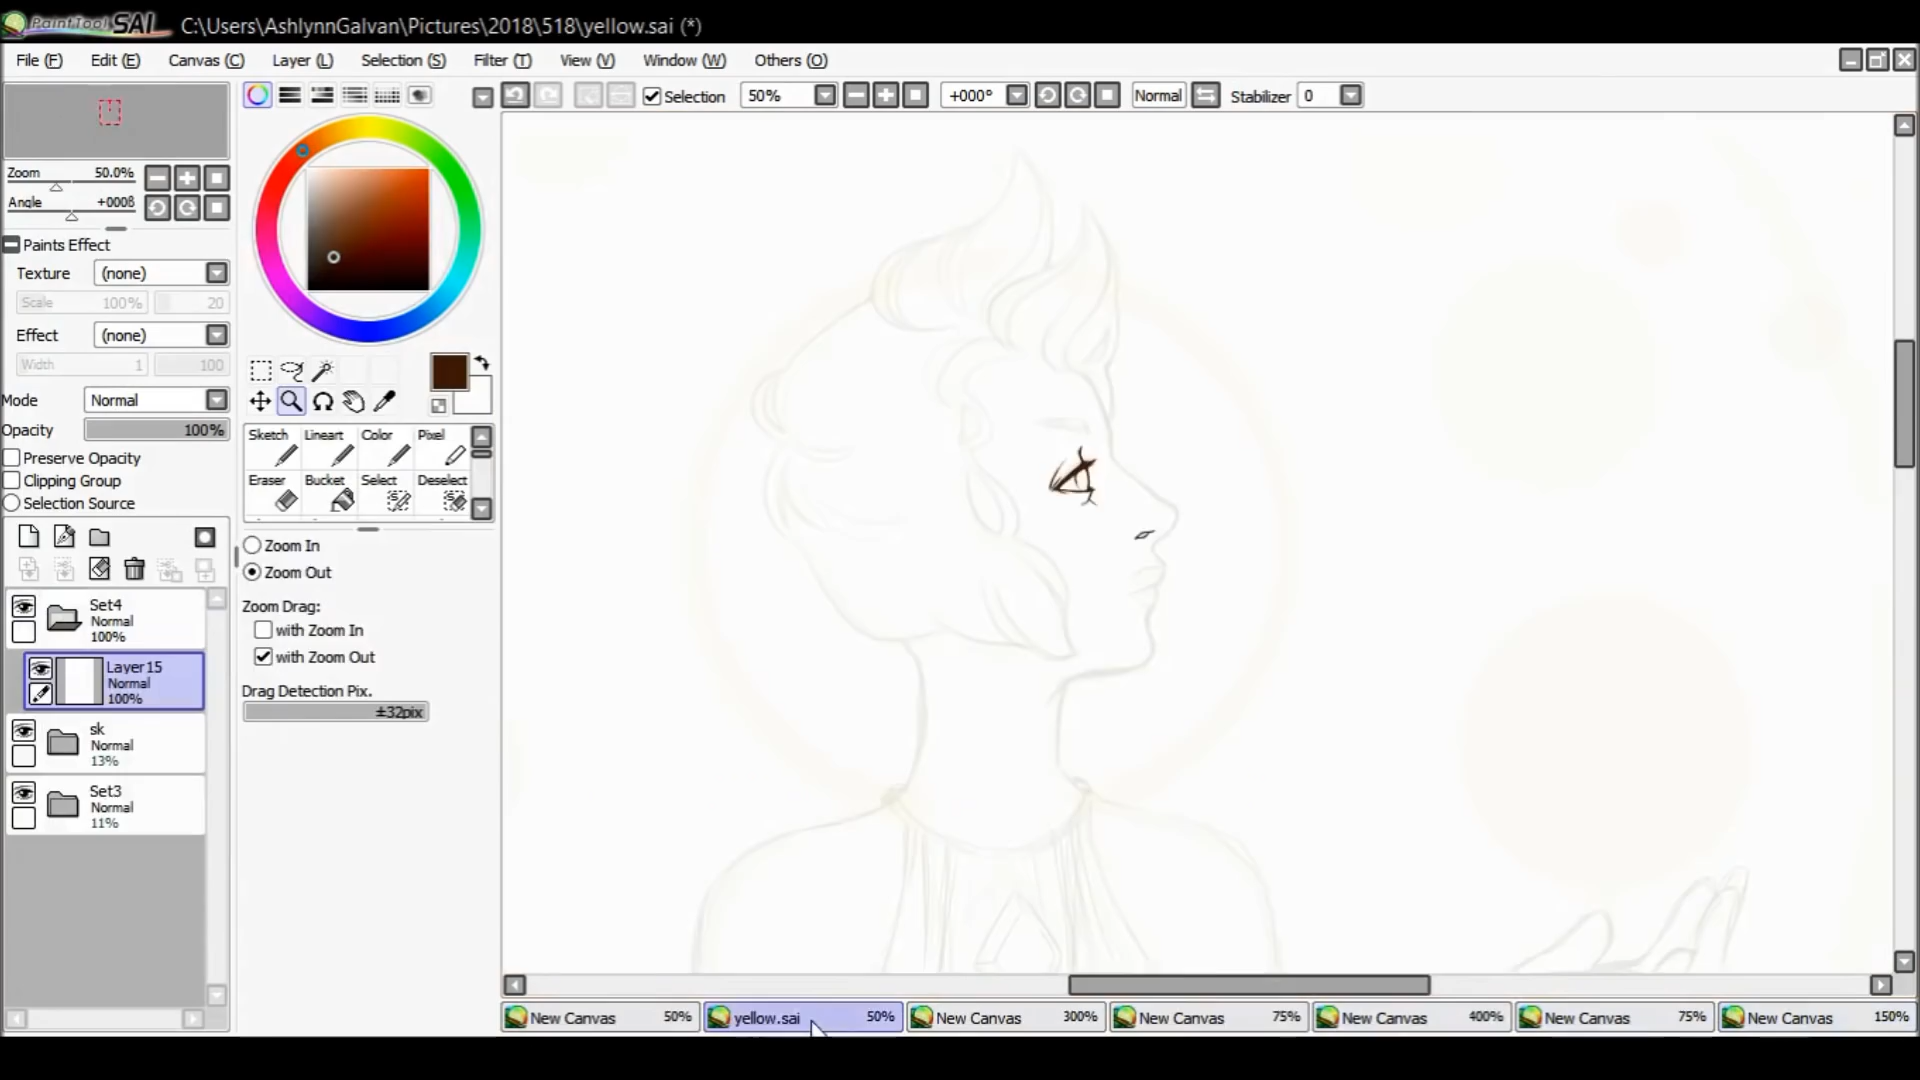 PaintTool SAI C:\Users\AshlynnGalvan\Pictures\2018\518\yellow.sai (*)
File (F) Edit (E) Canvas (C) Layer (L) Selection (S) Filter (T) View (V) Window (W) Others (O)
Selection 50% +000° Normal Stabilizer 0
Zoom 50.0%
Angle +000ß
Paints Effect
Texture (none)
Scale 100% 20
Effect (none)
Width 1 100
Mode Normal
Opacity 100%
Preserve Opacity
Clipping Group
Selection Source
Set4
Normal
100%
Layer15
Normal
100%
sk
Normal
13%
Set3
Normal
11%
Sketch Lineart Color Pixel
Eraser Bucket Select Deselect
Zoom In
Zoom Out
Zoom Drag:
with Zoom In
with Zoom Out
Drag Detection Pix.
±32pix
New Canvas 50% yellow.sai 50% New Canvas 300% New Canvas 75% New Canvas 400% New Canvas 75% New Canvas 150%